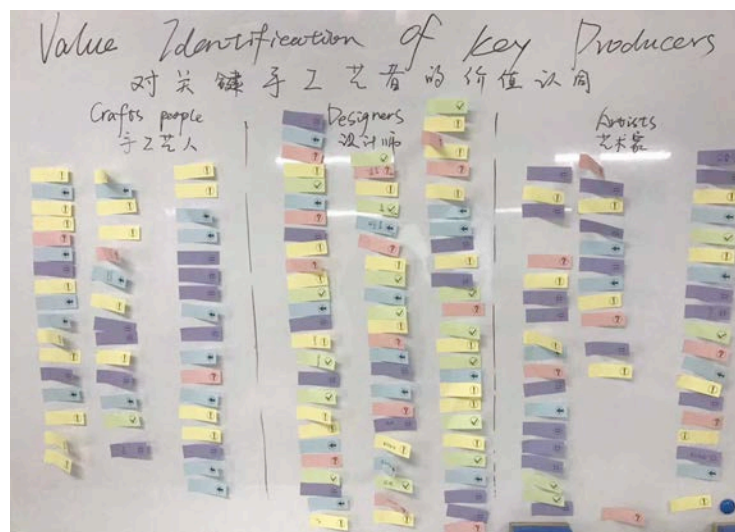 Value Identification of key Producers
对关键手工艺者的价值认同
Crafts people
手工艺人
Designers
设计师
Artists
艺术家